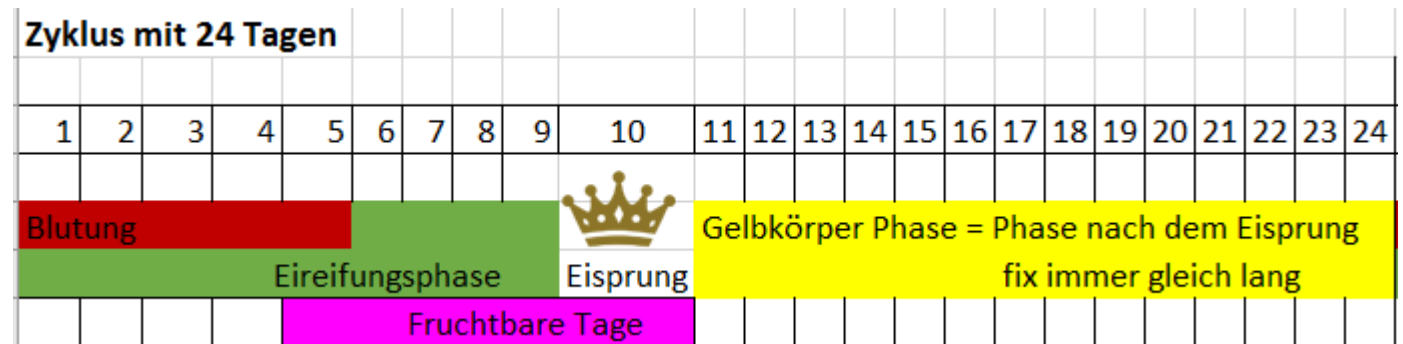 Zyklus mit 24 Tagen
1 2 3 4 5 6 7 8 9 10 11 12 13 14 15 16 17 18 19 20 21 22 23 24
Blutung Gelbkörper Phase = Phase nach dem Eisprung
Eireifungsphase Eisprung fix immer gleich lang
Fruchtbare Tage